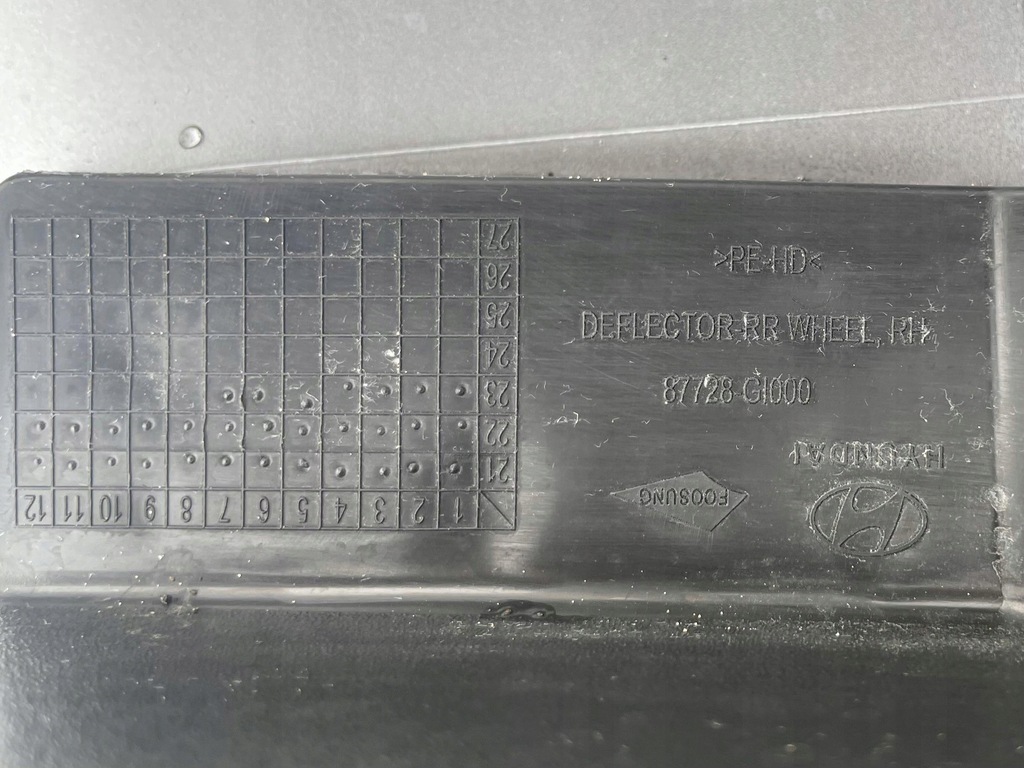 >PE-HD<
DEFLECTOR-RR WHEEL, RH
87728-GI000
HYUNDAI
FOOSUNG
27
26
25
24
23
22
21
12 11 10 9 8 7 6 5 4 3 2 1